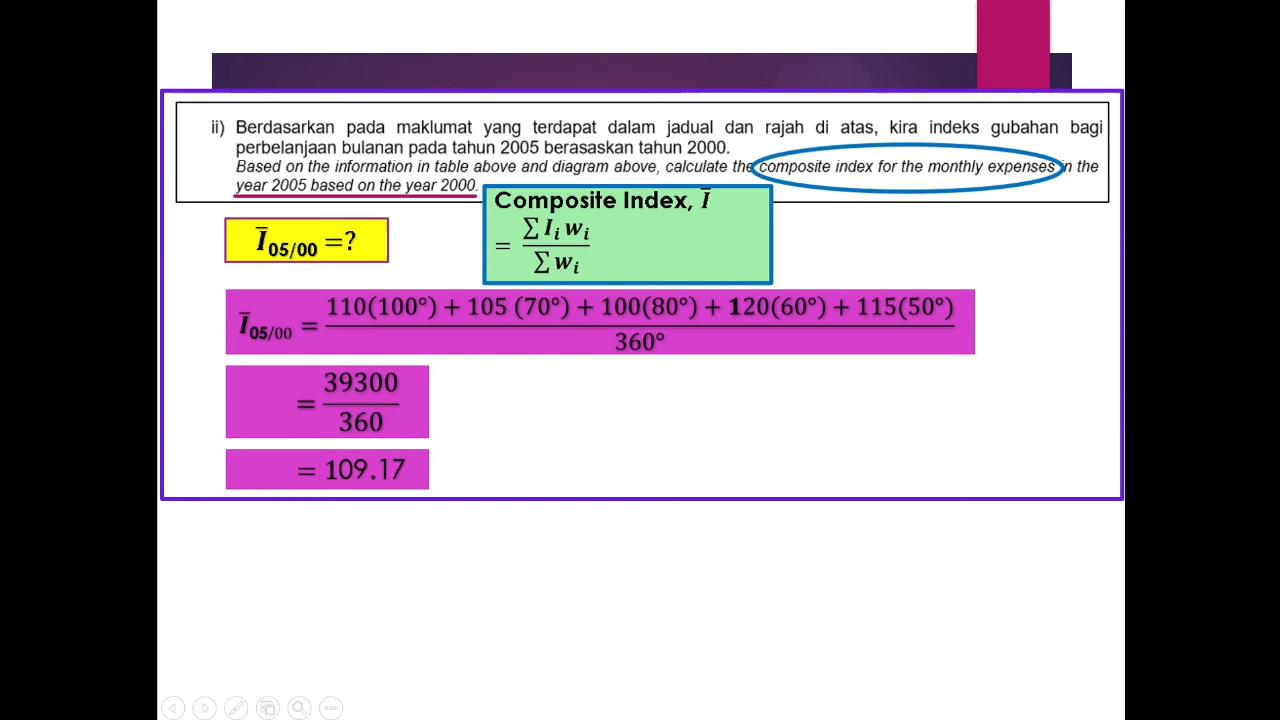 ii) Berdasarkan pada maklumat yang terdapat dalam jadual dan rajah di atas, kira indeks gubahan bagi
perbelanjaan bulanan pada tahun 2005 berasaskan tahun 2000.
Based on the information in table above and diagram above, calculate the composite index for the monthly expenses in the
year 2005 based on the year 2000.
Composite Index, Ī
= ∑ Iᵢ wᵢ / ∑ wᵢ
Ī05/00 =?
Ī05/00 = 110(100°) + 105 (70°) + 100(80°) + 120(60°) + 115(50°) / 360°
= 39300 / 360
= 109.17